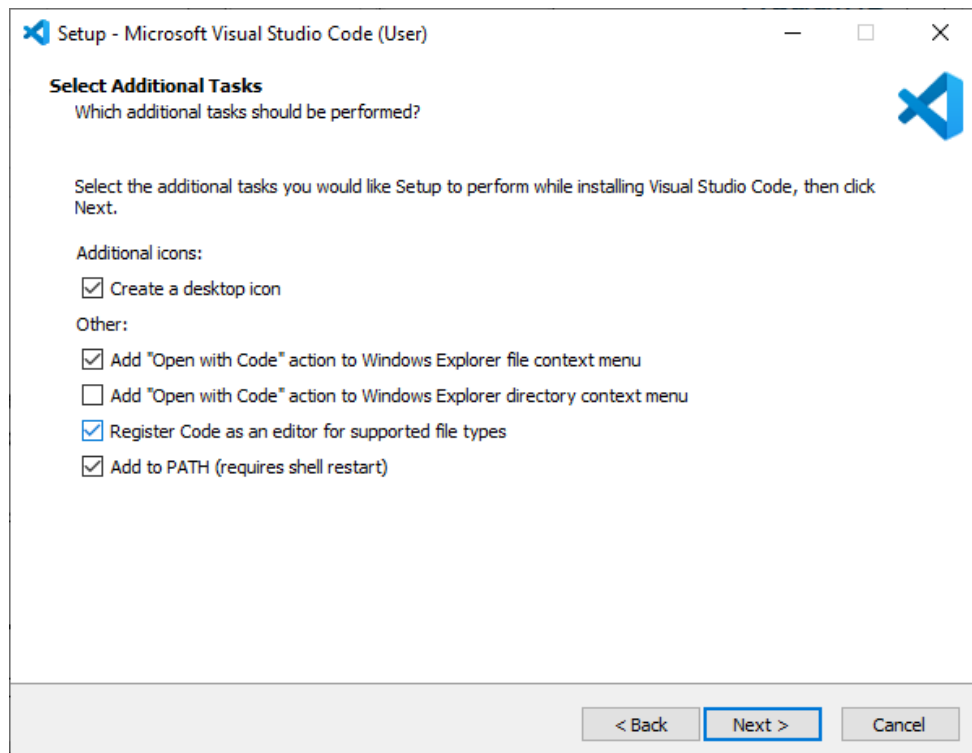 Setup - Microsoft Visual Studio Code (User)
Select Additional Tasks
Which additional tasks should be performed?
Select the additional tasks you would like Setup to perform while installing Visual Studio Code, then click
Next.
Additional icons:
Create a desktop icon
Other:
Add "Open with Code" action to Windows Explorer file context menu
Add "Open with Code" action to Windows Explorer directory context menu
Register Code as an editor for supported file types
Add to PATH (requires shell restart)
< Back Next > Cancel